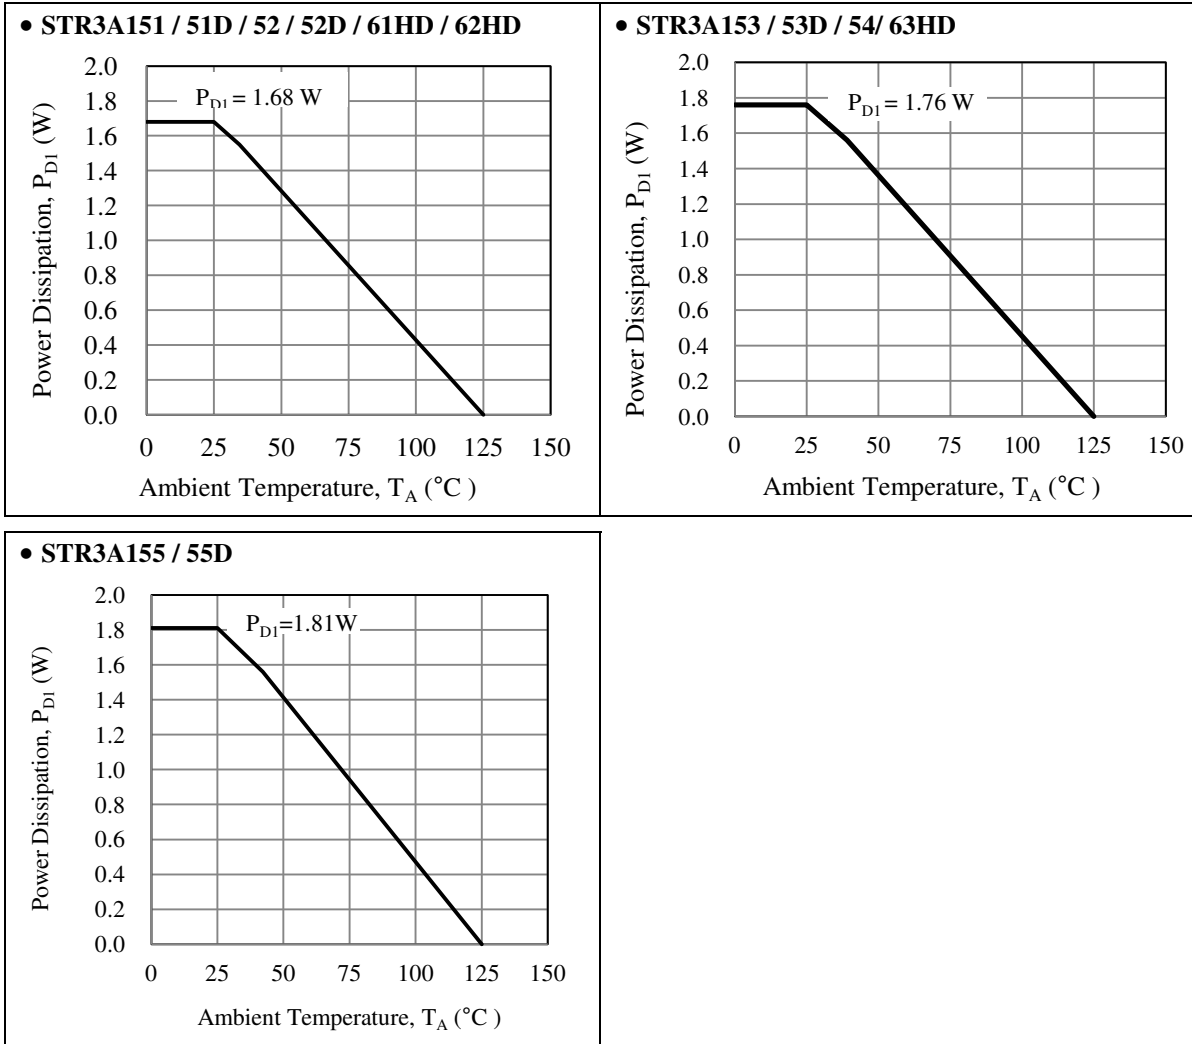 • STR3A151 / 51D / 52 / 52D / 61HD / 62HD
2.0
1.8
1.6
1.4
1.2
1.0
0.8
0.6
0.4
0.2
0.0
P_D1 = 1.68 W
Power Dissipation, P_D1 (W)
0 25 50 75 100 125 150
Ambient Temperature, T_A (°C )
• STR3A153 / 53D / 54/ 63HD
2.0
1.8
1.6
1.4
1.2
1.0
0.8
0.6
0.4
0.2
0.0
P_D1 = 1.76 W
Power Dissipation, P_D1 (W)
0 25 50 75 100 125 150
Ambient Temperature, T_A (°C )
• STR3A155 / 55D
2.0
1.8
1.6
1.4
1.2
1.0
0.8
0.6
0.4
0.2
0.0
P_D1=1.81W
Power Dissipation, P_D1 (W)
0 25 50 75 100 125 150
Ambient Temperature, T_A (°C )